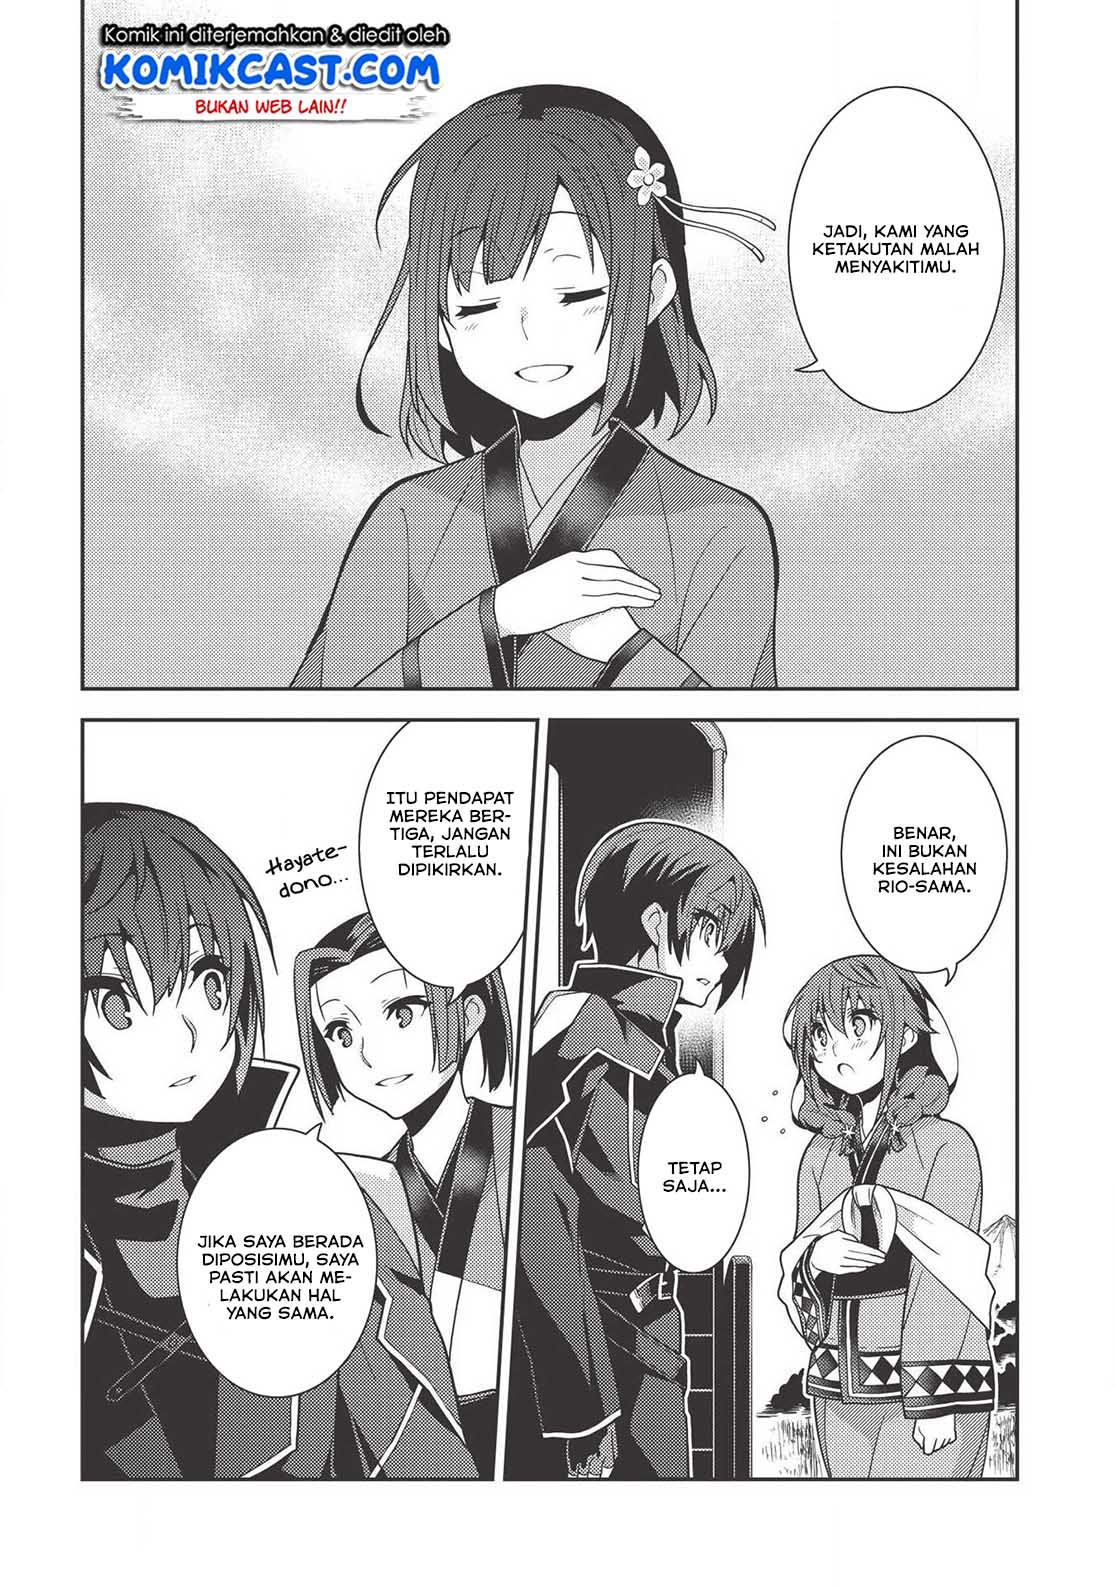 Komik ini diterjemahkan & diedit oleh
KOMIKCAST.COM
BUKAN WEB LAIN!!
JADI, KAMI YANG
KETAKUTAN MALAH
MENYAKITIMU.
BENAR,
INI BUKAN
KESALAHAN
RIO-SAMA.
TETAP
SAJA...
ITU PENDAPAT
MEREKA BER-
TIGA, JANGAN
TERLALU
DIPIKIRKAN.
Hayate-
dono...
JIKA SAYA BERADA
DIPOSISIMU, SAYA
PASTI AKAN ME-
LAKUKAN HAL
YANG SAMA.